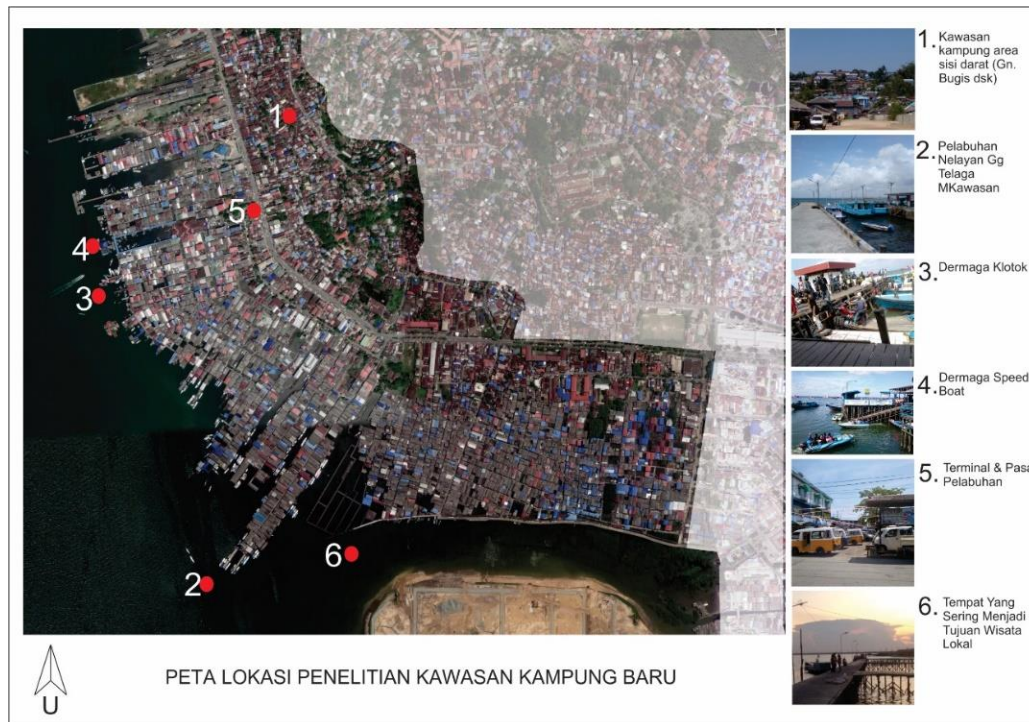 1
5
4
3
6
2
PETA LOKASI PENELITIAN KAWASAN KAMPUNG BARU
U
1. Kawasan
kampung area
sisi darat (Gn.
Bugis dsk)
2. Pelabuhan
Nelayan Gg
Telaga
MKawasan
3. Dermaga Klotok
4. Dermaga Speed
Boat
5. Terminal & Pasa
Pelabuhan
6. Tempat Yang
Sering Menjadi
Tujuan Wisata
Lokal